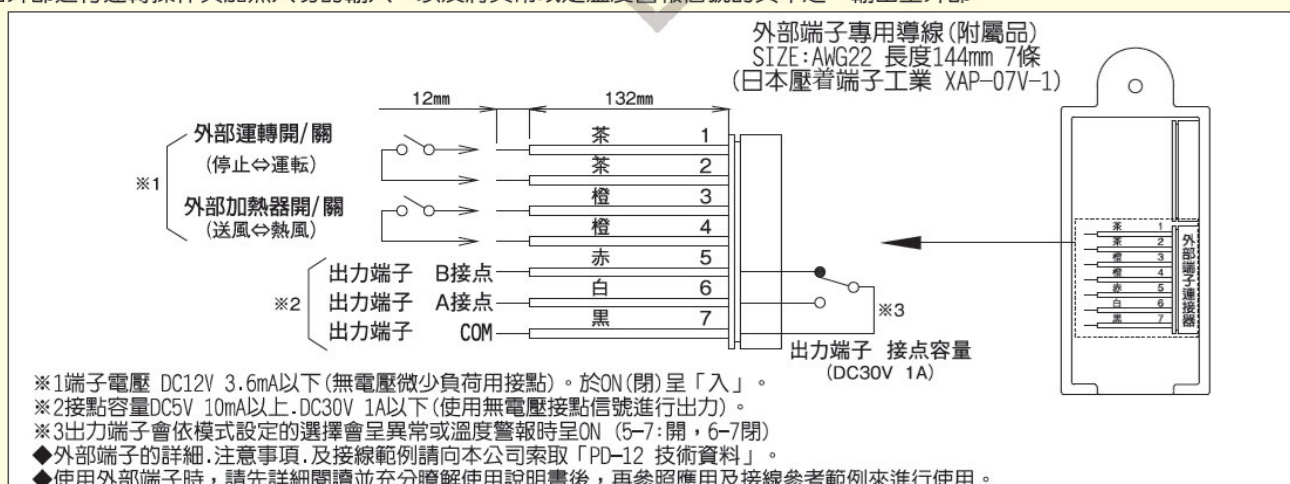 外部端子專用導線(附屬品)
SIZE:AWG22 長度144mm 7條
(日本壓着端子工業 XAP-07V-1)
12mm 132mm
※1
外部運轉開/關
(停止⇔運転)
外部加熱器開/關
(送風⇔熱風)
茶 1
茶 2
橙 3
橙 4
赤 5
白 6
黒 7
※2
出力端子 B接点
出力端子 A接点
出力端子 COM
※3
出力端子 接点容量
(DC30V 1A)
茶 1
茶 2
橙 3
橙 4
赤 5
白 6
黒 7
外部端子連接器
※1端子電壓 DC12V 3.6mA以下(無電壓微少負荷用接點)。於ON(閉)呈「入」。
※2接點容量DC5V 10mA以上.DC30V 1A以下(使用無電壓接點信號進行出力)。
※3出力端子會依模式設定的選擇會呈異常或溫度警報時呈ON (5-7:開，6-7閉)
◆外部端子的詳細.注意事項.及接線範例請向本公司索取「PD-12 技術資料」。
◆使用外部端子時，請先詳細閱讀並充分瞭解使用說明書後，再參照應用及接線參考範例來進行使用。